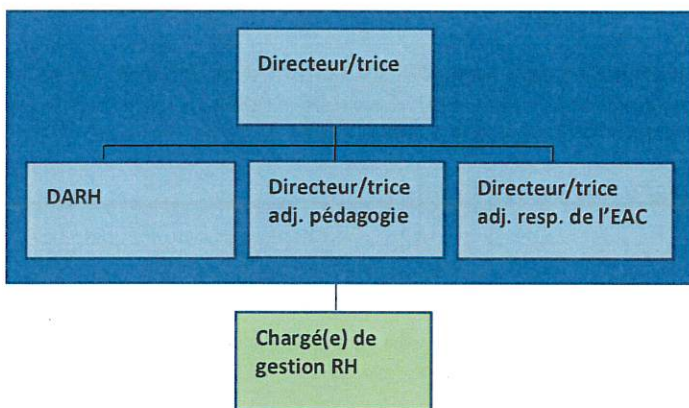 Directeur/trice
DARH
Directeur/trice
adj. pédagogie
Directeur/trice
adj. resp. de l'EAC
Chargé(e) de
gestion RH